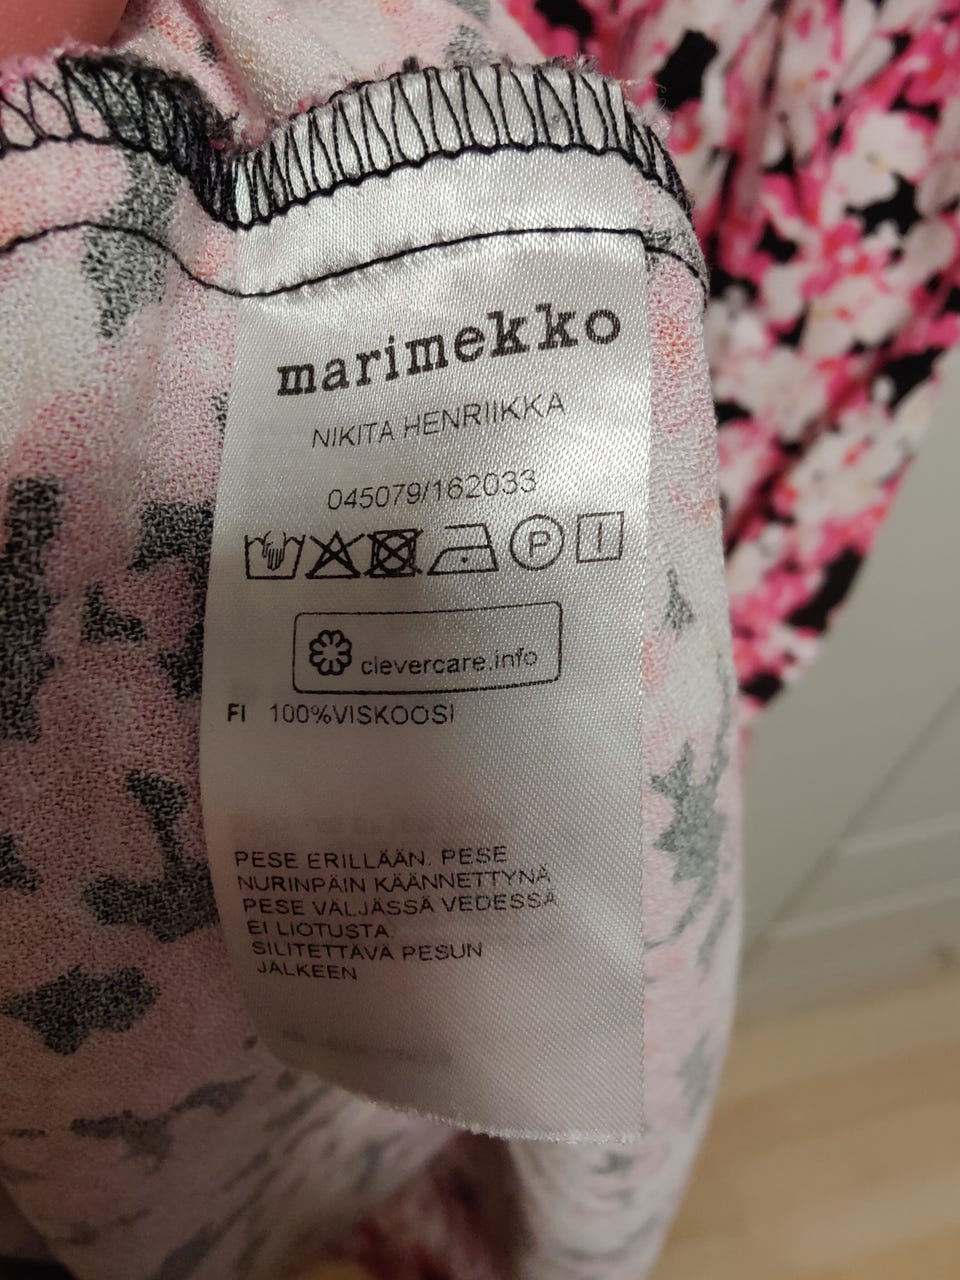 marimekko
NIKITA HENRIIKKA
045079/162033
P
clevercare.info
FI 100%VISKOOSI
PESE ERILLÄÄN. PESE
NURINPÄIN KÄÄNNETTYNÄ
PESE VÄLJÄSSÄ VEDESSÄ
EI LIOTUSTA.
SILITETTÄVÄ PESUN
JÄLKEEN